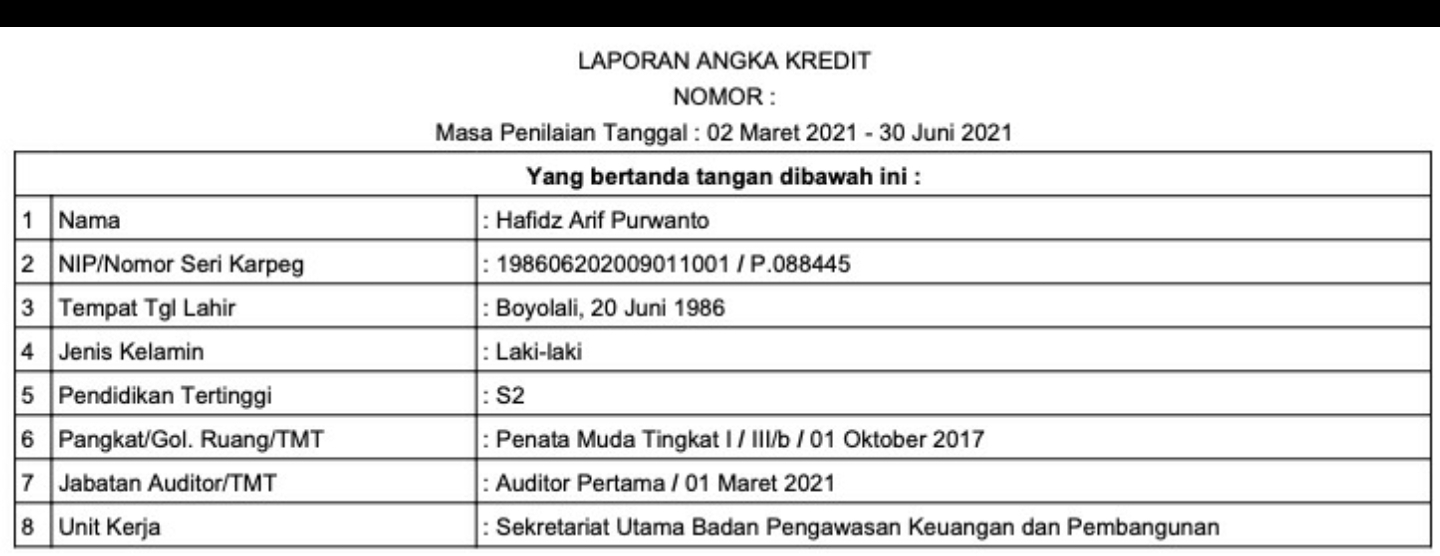 LAPORAN ANGKA KREDIT
NOMOR :
Masa Penilaian Tanggal : 02 Maret 2021 - 30 Juni 2021
Yang bertanda tangan dibawah ini :
1 Nama : Hafidz Arif Purwanto
2 NIP/Nomor Seri Karpeg : 198606202009011001 / P.088445
3 Tempat Tgl Lahir : Boyolali, 20 Juni 1986
4 Jenis Kelamin : Laki-laki
5 Pendidikan Tertinggi : S2
6 Pangkat/Gol. Ruang/TMT : Penata Muda Tingkat I / III/b / 01 Oktober 2017
7 Jabatan Auditor/TMT : Auditor Pertama / 01 Maret 2021
8 Unit Kerja : Sekretariat Utama Badan Pengawasan Keuangan dan Pembangunan